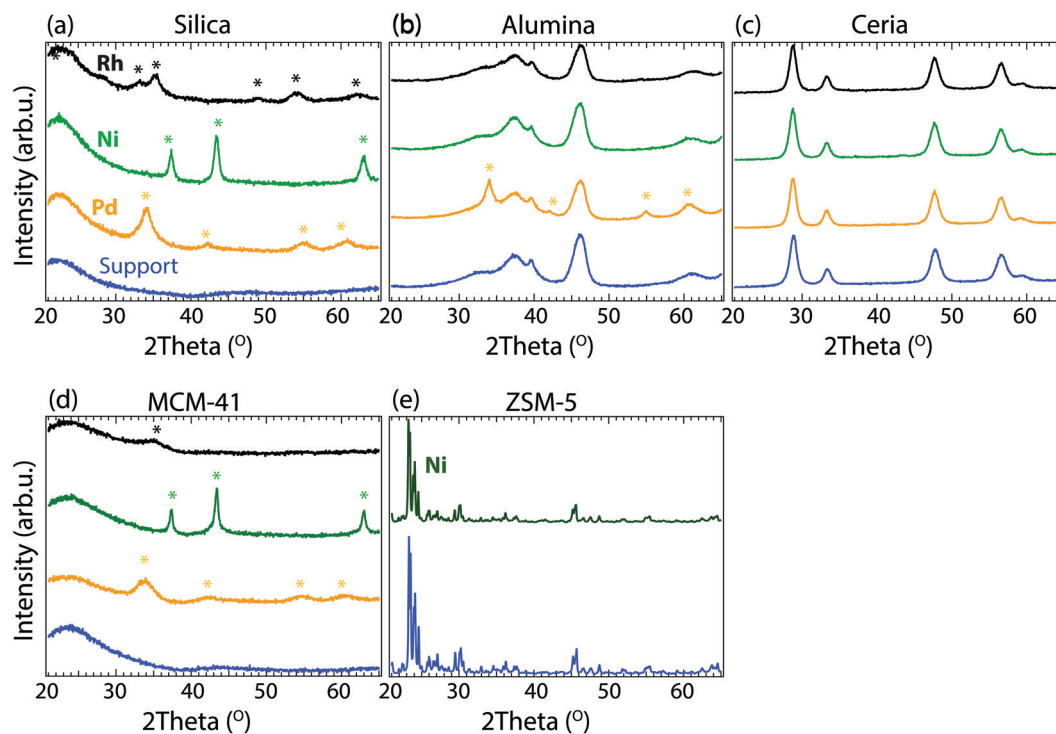 (a) Silica
(b) Alumina
(c) Ceria
Intensity (arb.u.)
* Rh * * * * *
Ni * * *
Pd * * * *
* * * *
Support
20 30 40 50 60
20 30 40 50 60
20 30 40 50 60
2Theta (O)
2Theta (O)
2Theta (O)
(d) MCM-41
(e) ZSM-5
Intensity (arb.u.)
*
* * *
Ni
* * * *
20 30 40 50 60
20 30 40 50 60
2Theta (O)
2Theta (O)